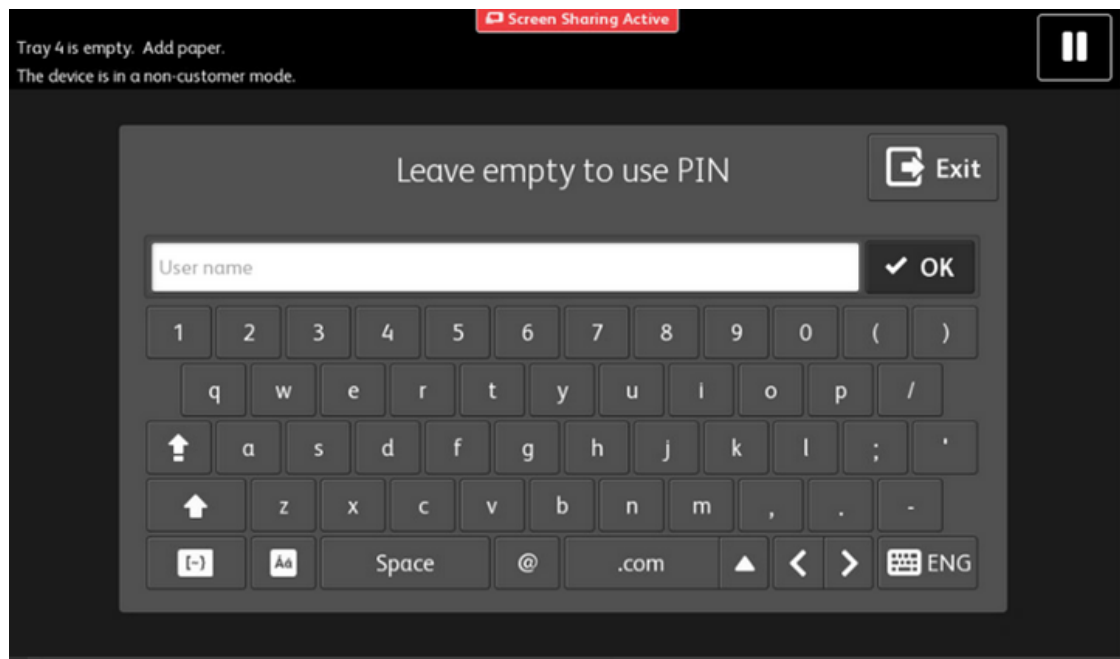 Screen Sharing Active
Tray 4 is empty. Add paper.
The device is in a non-customer mode.
Leave empty to use PIN
Exit
User name
OK
1 2 3 4 5 6 7 8 9 0 ( )
q w e r t y u i o p /
a s d f g h j k l ; '
z x c v b n m , . -
[~] Áá Space @ .com ENG